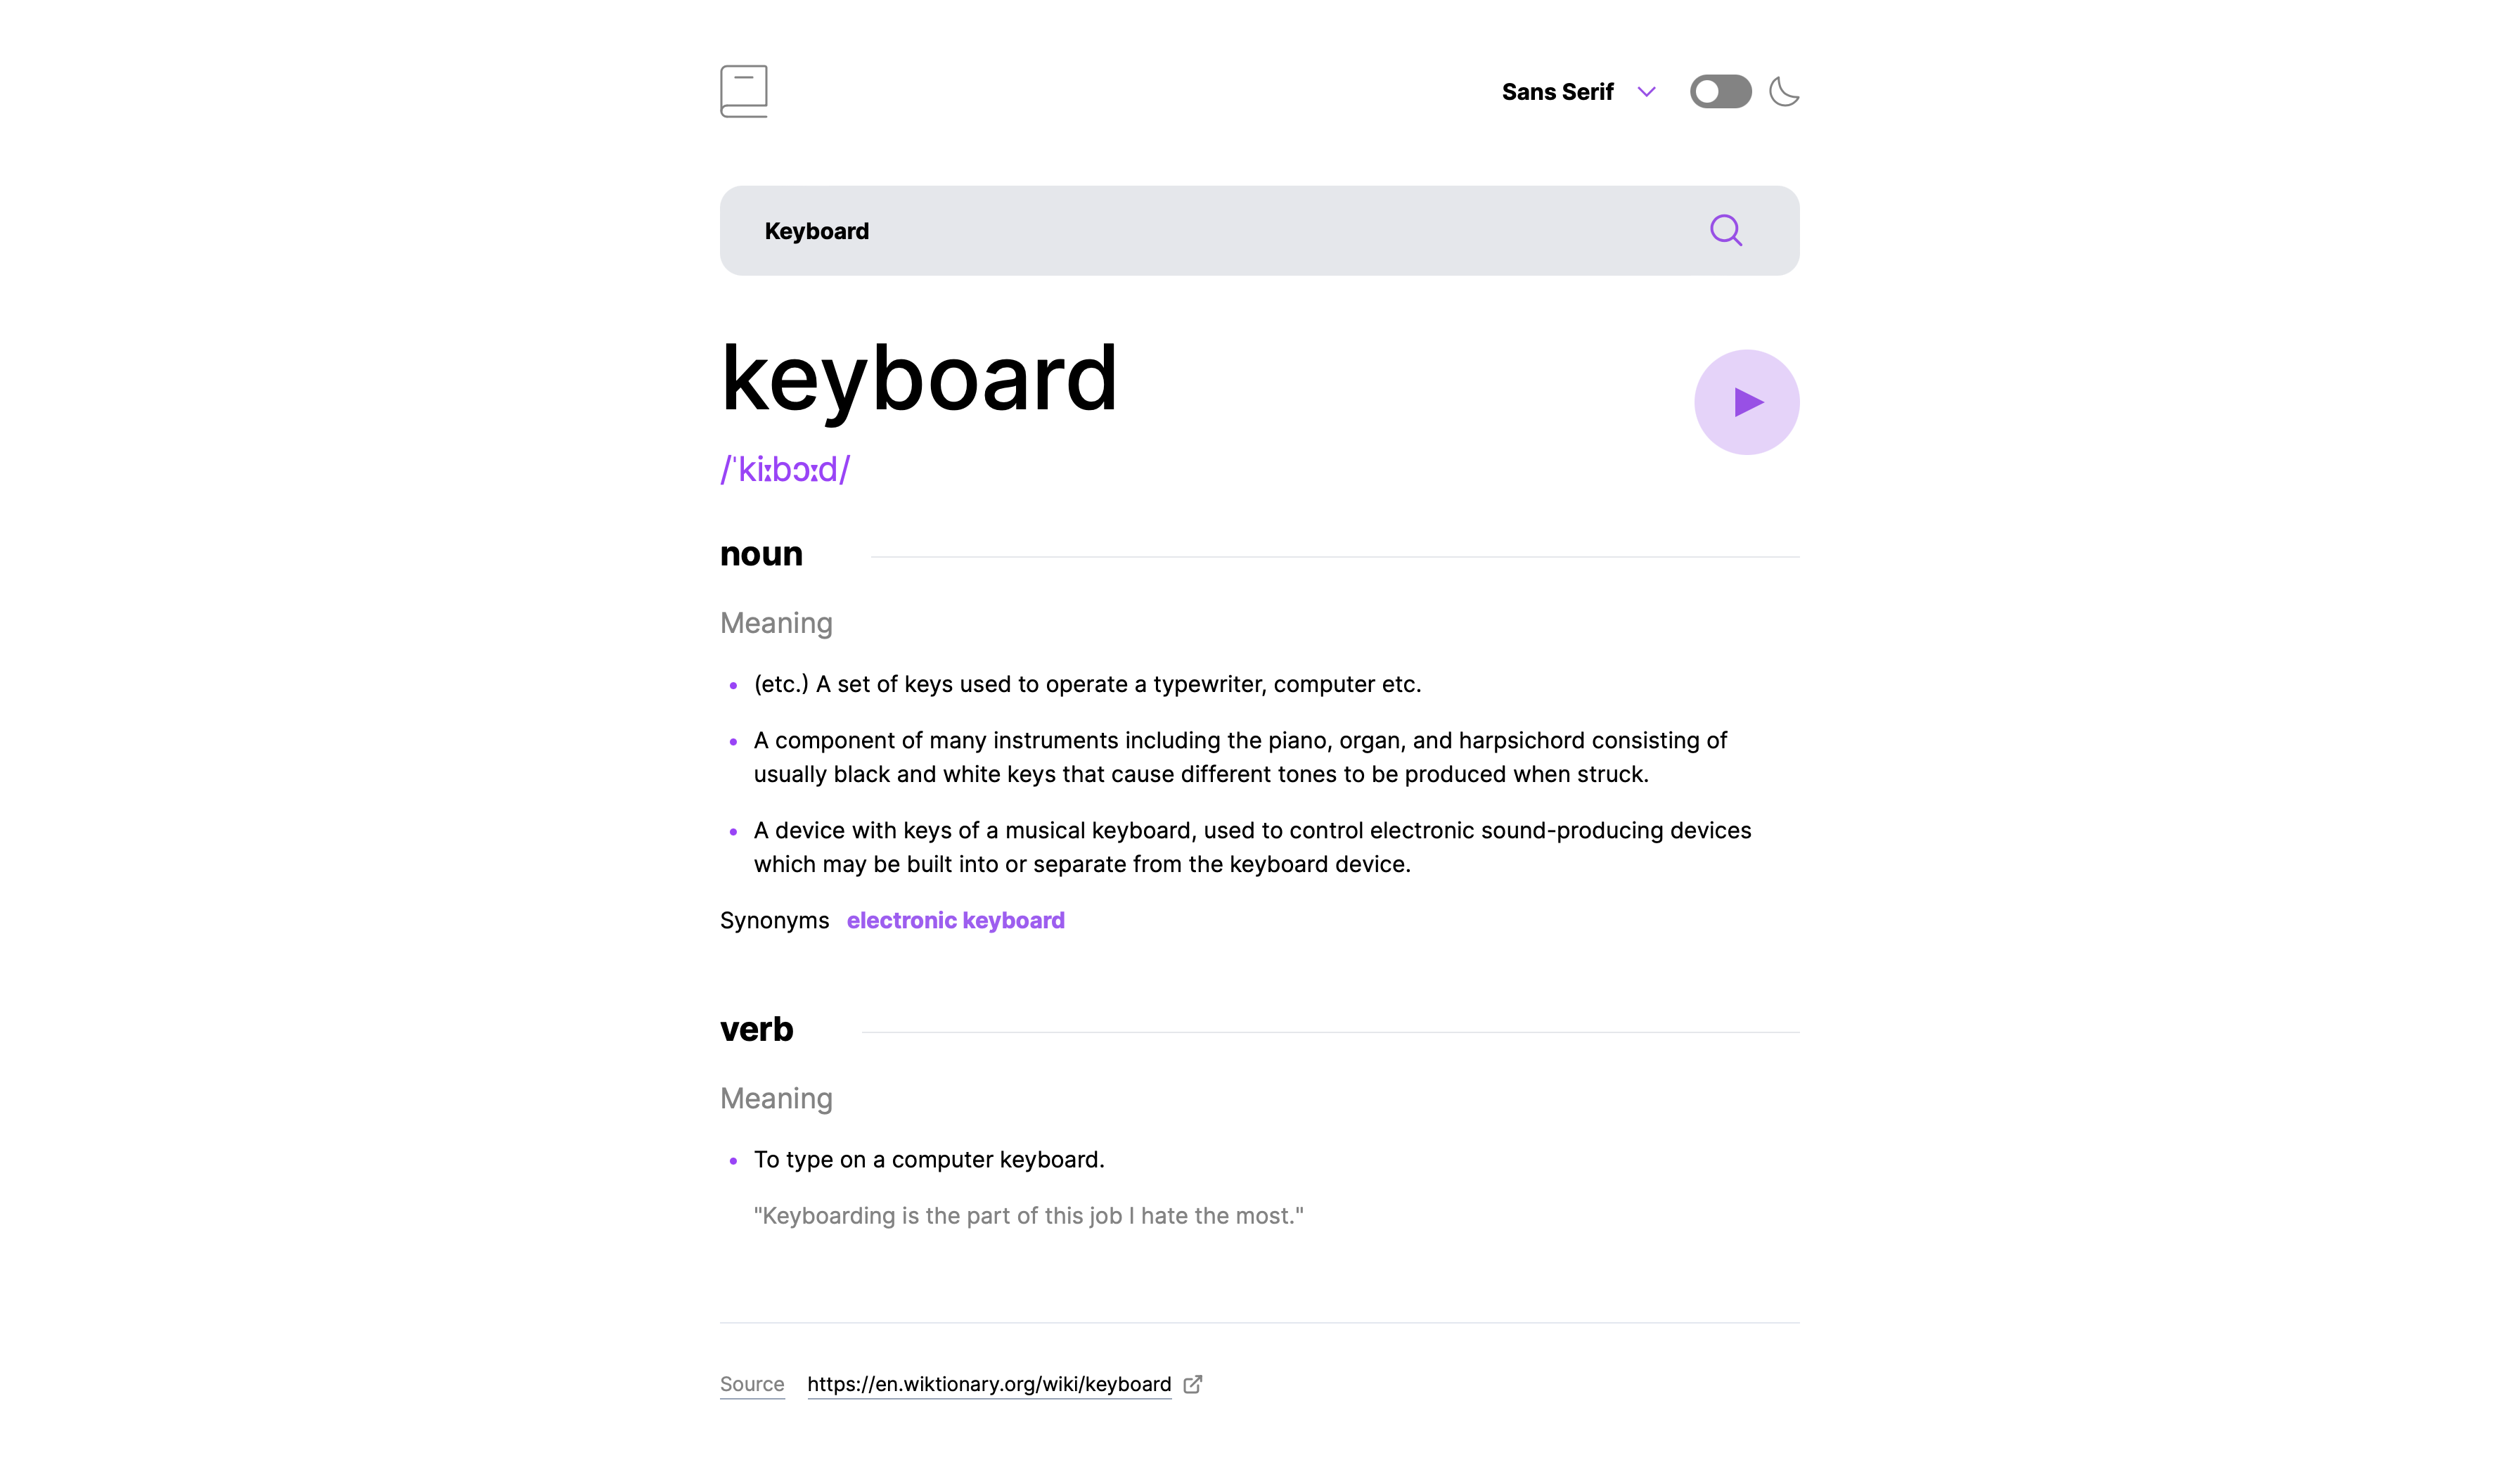 Sans Serif
Keyboard
keyboard
/ˈkiːbɔːd/
noun
Meaning
(etc.) A set of keys used to operate a typewriter, computer etc.
A component of many instruments including the piano, organ, and harpsichord consisting of
usually black and white keys that cause different tones to be produced when struck.
A device with keys of a musical keyboard, used to control electronic sound-producing devices
which may be built into or separate from the keyboard device.
Synonyms electronic keyboard
verb
Meaning
To type on a computer keyboard.
"Keyboarding is the part of this job I hate the most."
Source https://en.wiktionary.org/wiki/keyboard